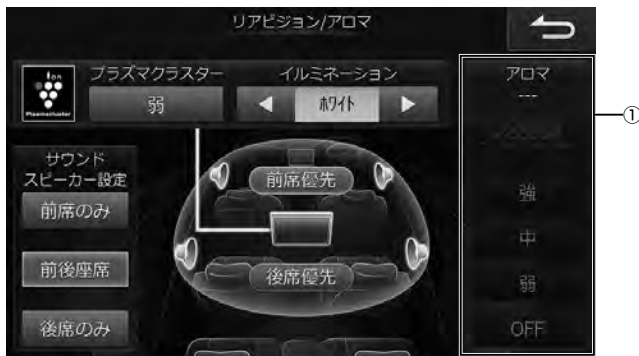 リアビジョン/アロマ
Ion
Plasmacluster
プラズマクラスター
弱
イルミネーション
◀ ホワイト ▶
サウンド
スピーカー設定
前席のみ
前後座席
後席のみ
前席優先
後席優先
アロマ
---
強
中
弱
OFF
①